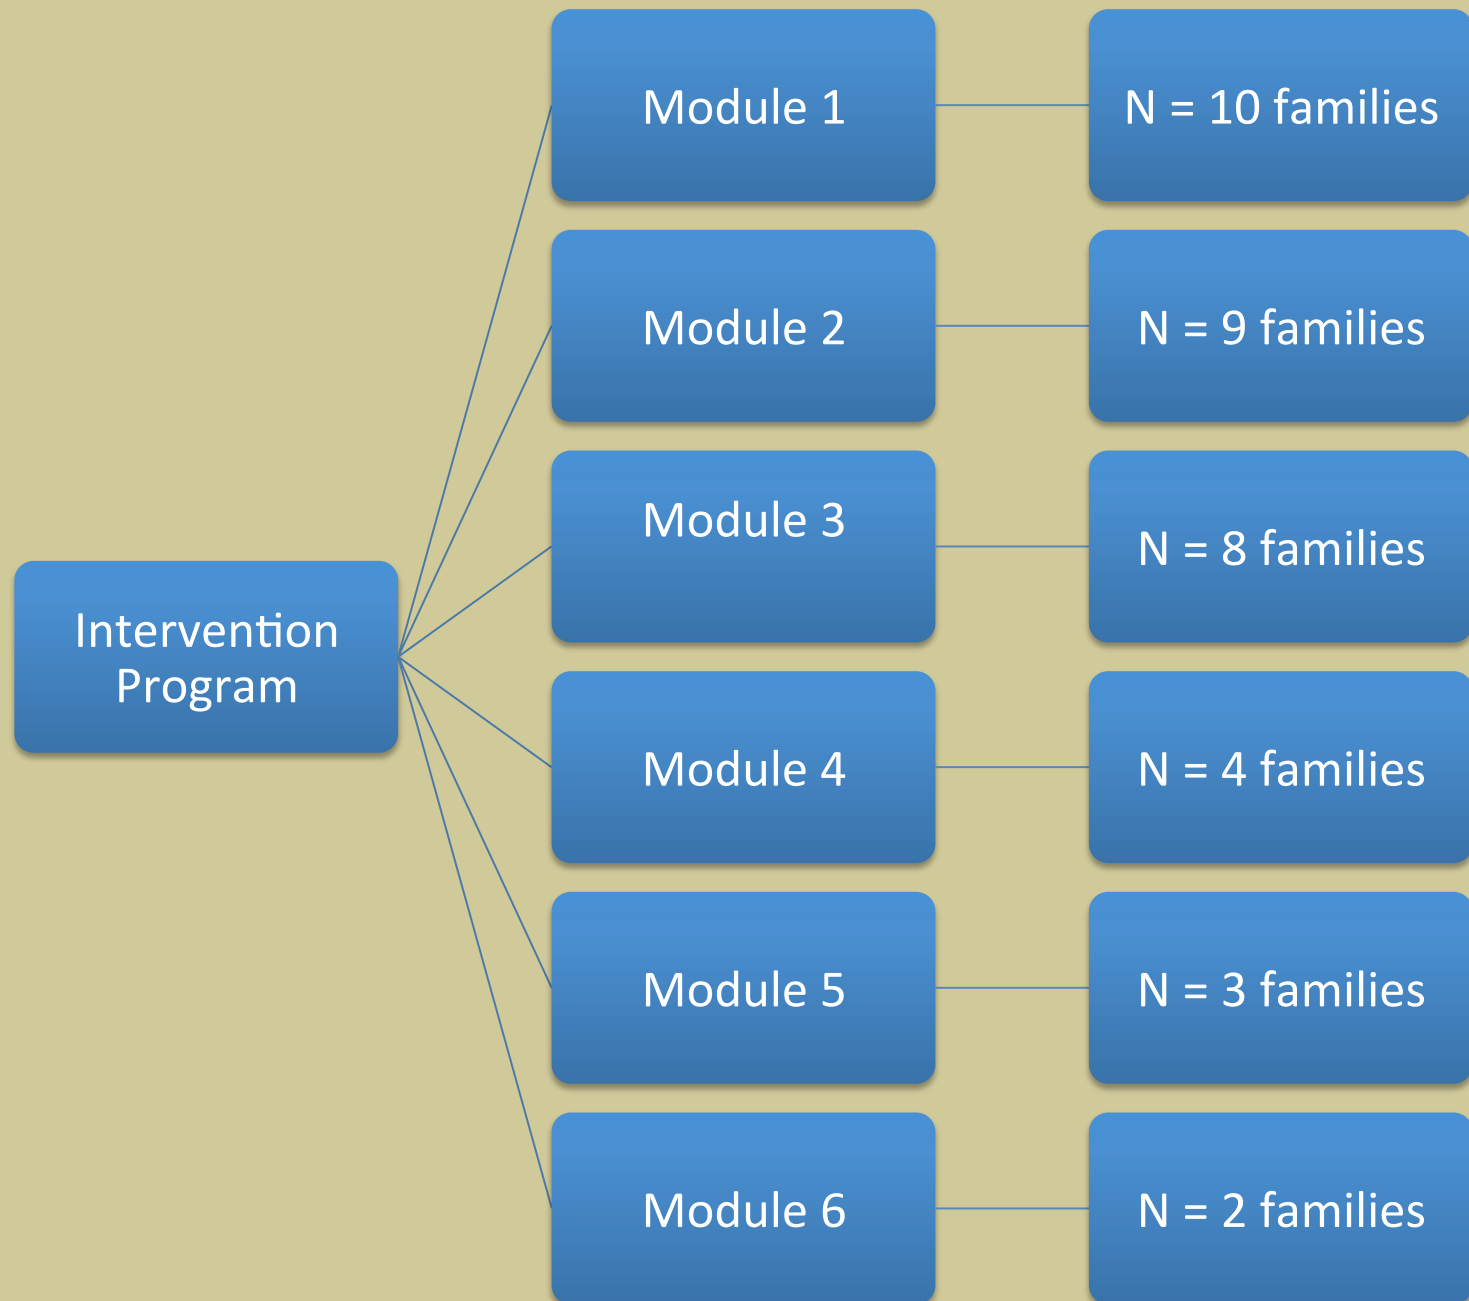 Module 1
N = 10 families
Module 2
N = 9 families
Module 3
N = 8 families
Intervention
Program
Module 4
N = 4 families
Module 5
N = 3 families
Module 6
N = 2 families